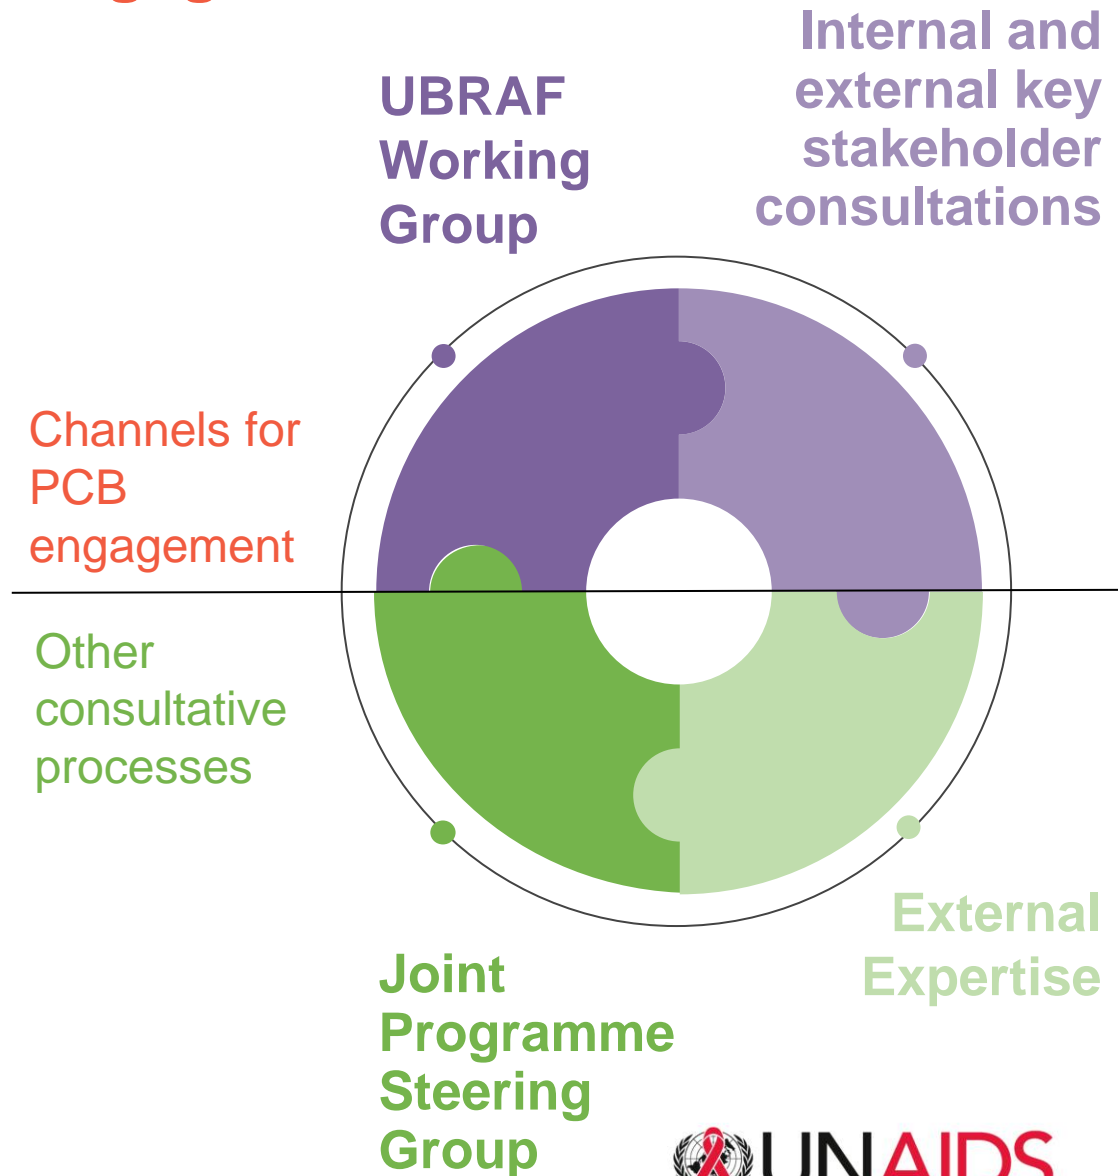 UBRAF
Working
Group
Internal and
external key
stakeholder
consultations
Channels for
PCB
engagement
Other
consultative
processes
External
Expertise
Joint
Programme
Steering
Group
UNAIDS